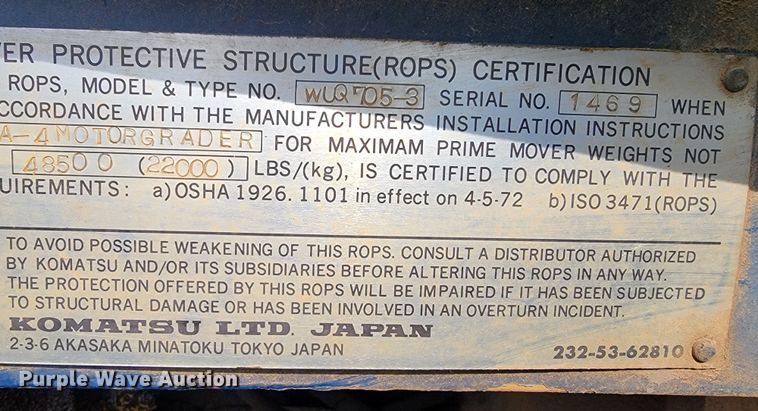 ER PROTECTIVE STRUCTURE(ROPS) CERTIFICATION
ROPS, MODEL & TYPE NO. WUQ705-3 SERIAL NO. 1469 WHEN
CCORDANCE WITH THE MANUFACTURERS INSTALLATION INSTRUCTIONS
A-4MOTORGRADER FOR MAXIMAM PRIME MOVER WEIGHTS NOT
48500 (22000) LBS/(kg), IS CERTIFIED TO COMPLY WITH THE
UIREMENTS: a)OSHA 1926.1101 in effect on 4-5-72 b)ISO 3471(ROPS)
TO AVOID POSSIBLE WEAKENING OF THIS ROPS. CONSULT A DISTRIBUTOR AUTHORIZED
BY KOMATSU AND/OR ITS SUBSIDIARIES BEFORE ALTERING THIS ROPS IN ANY WAY.
THE PROTECTION OFFERED BY THIS ROPS WILL BE IMPAIRED IF IT HAS BEEN SUBJECTED
TO STRUCTURAL DAMAGE OR HAS BEEN INVOLVED IN AN OVERTURN INCIDENT.
KOMATSU LTD. JAPAN
2-3-6 AKASAKA MINATOKU TOKYO JAPAN 232-53-62810
Purple Wave Auction